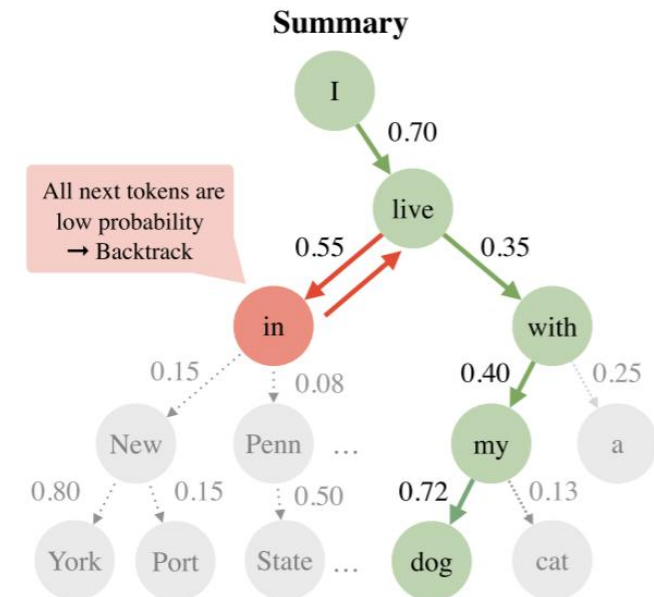 Summary
I
0.70
live
All next tokens are
low probability
→ Backtrack
0.55
0.35
in
with
0.15
0.08
0.40
0.25
New
Penn
...
my
a
0.80
0.15
0.50
0.72
0.13
York
Port
State
...
dog
cat